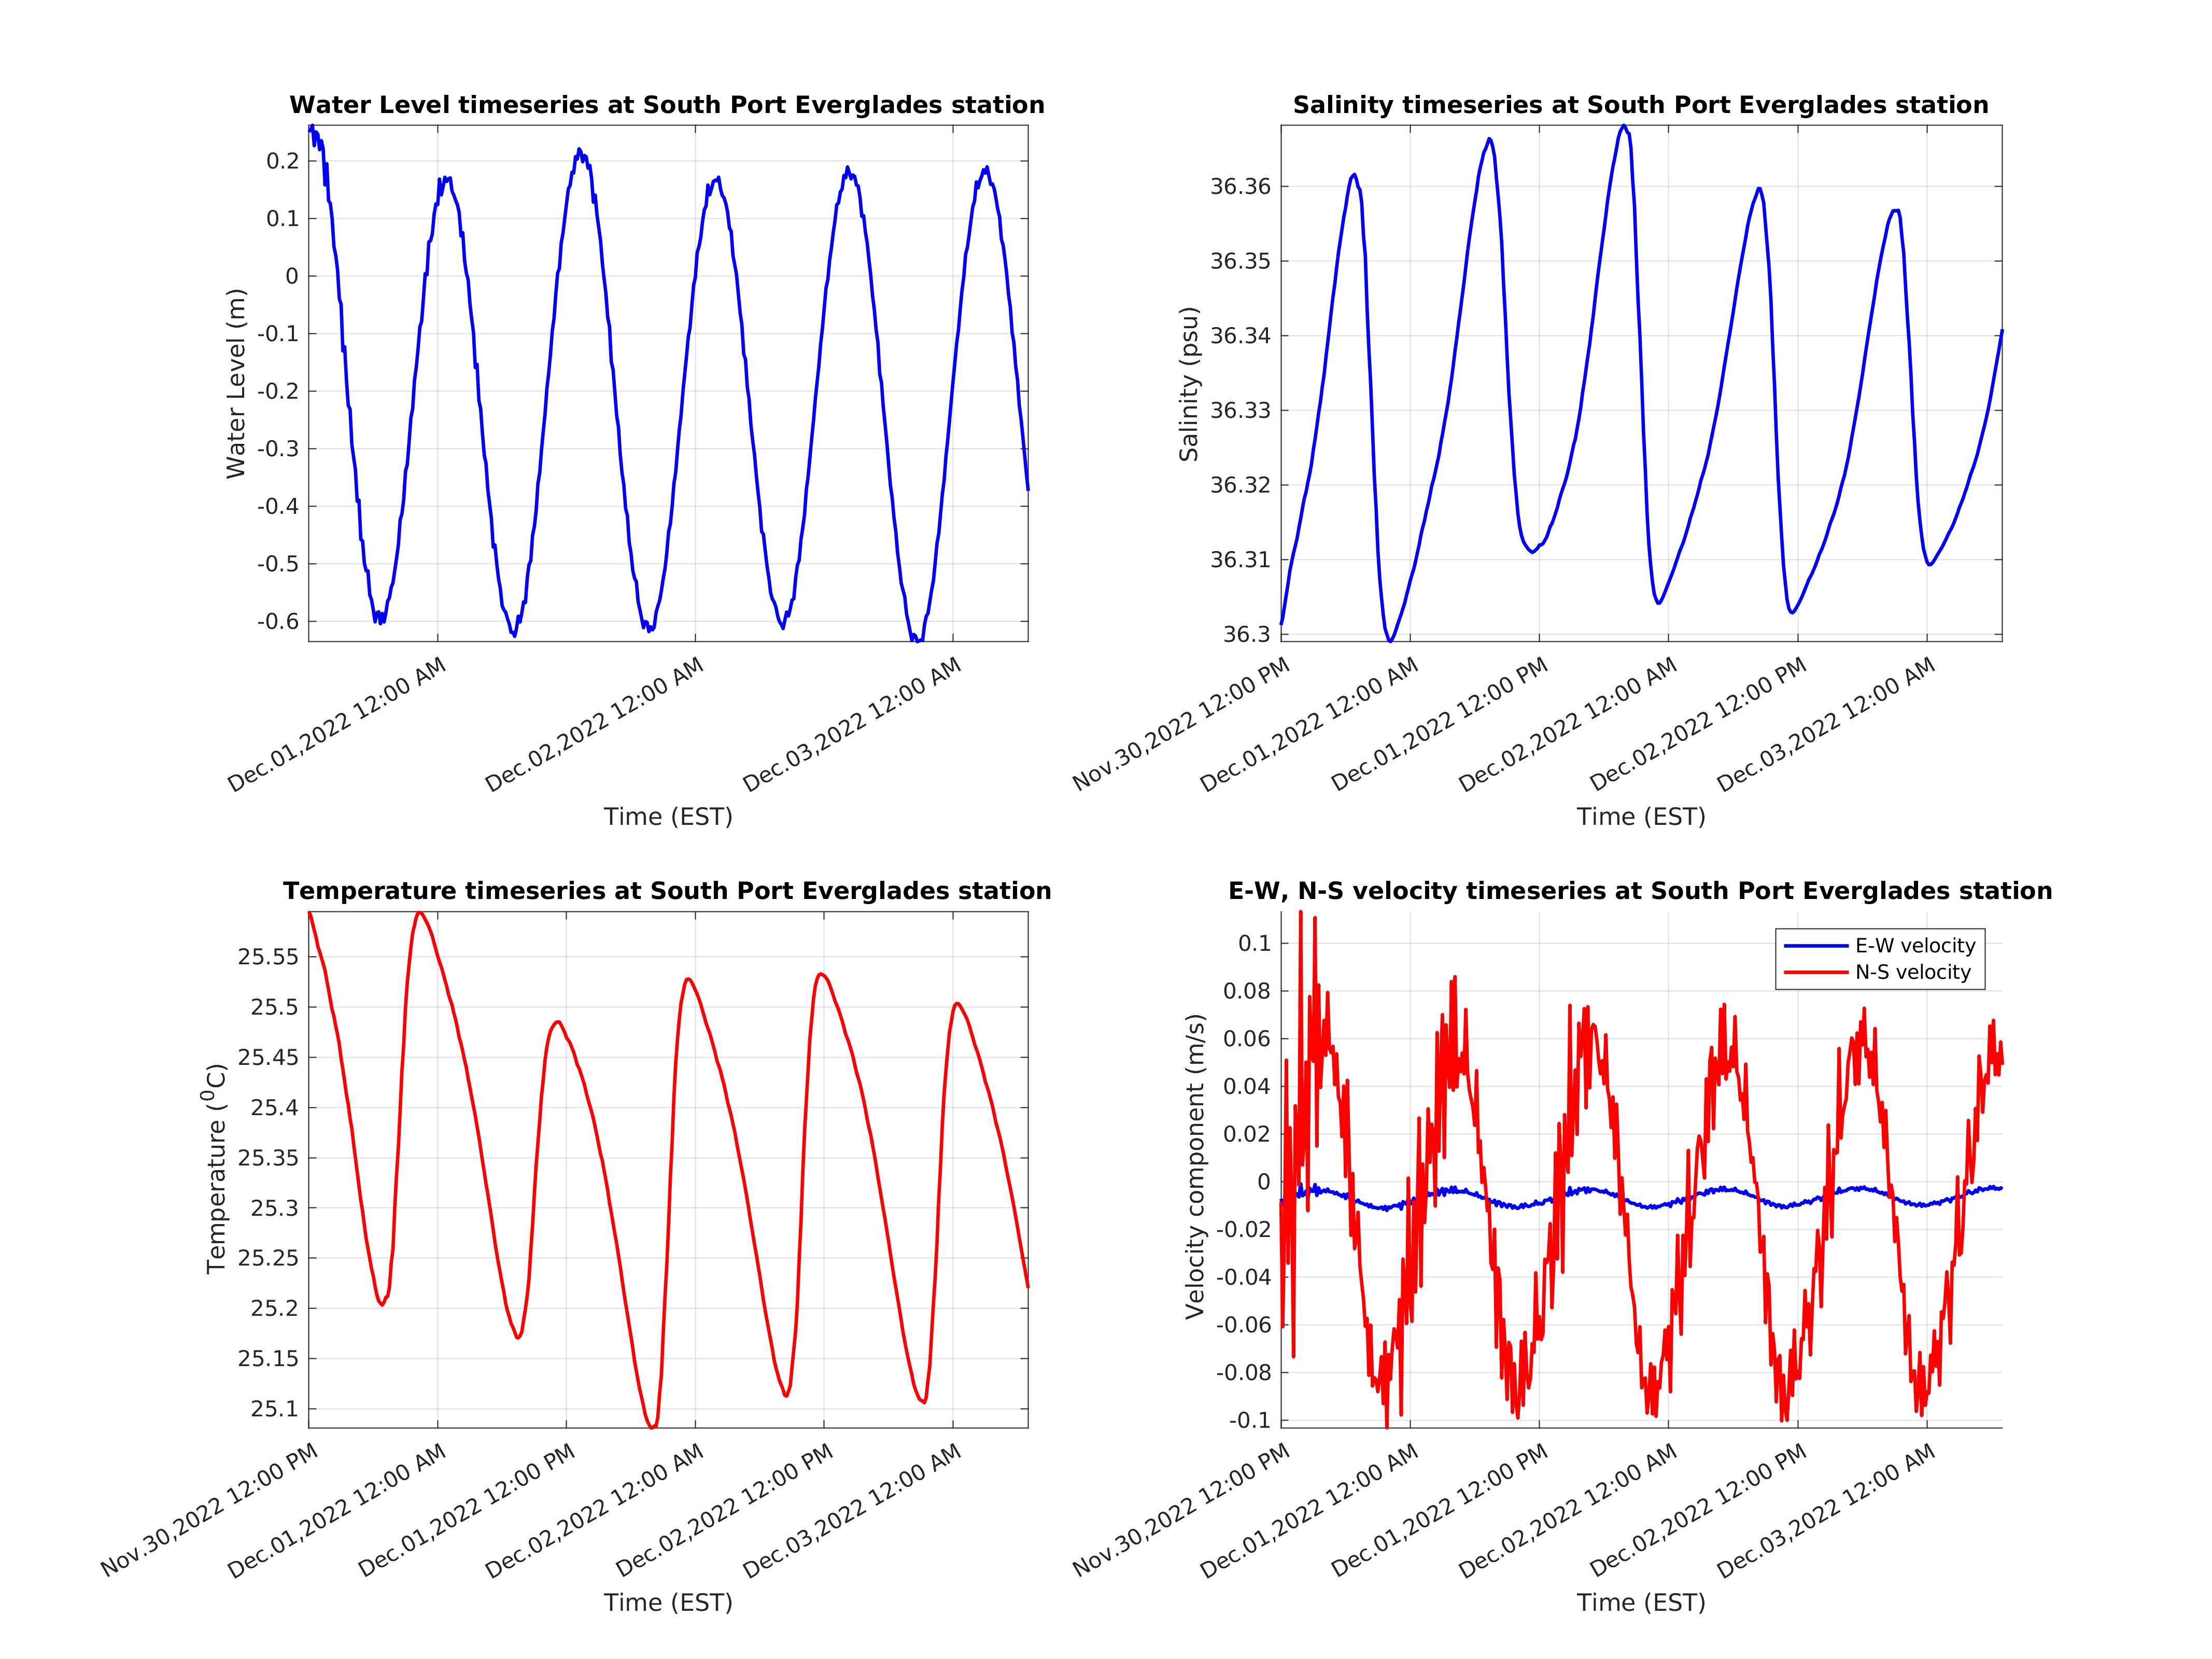 Water Level timeseries at South Port Everglades station
Water Level (m)
0.2
0.1
0
-0.1
-0.2
-0.3
-0.4
-0.5
-0.6
Dec.01,2022 12:00 AM
Dec.02,2022 12:00 AM
Dec.03,2022 12:00 AM
Time (EST)
Salinity timeseries at South Port Everglades station
Salinity (psu)
36.36
36.35
36.34
36.33
36.32
36.31
36.3
Nov.30,2022 12:00 PM
Dec.01,2022 12:00 AM
Dec.01,2022 12:00 PM
Dec.02,2022 12:00 AM
Dec.02,2022 12:00 PM
Dec.03,2022 12:00 AM
Time (EST)
Temperature timeseries at South Port Everglades station
Temperature (⁰C)
25.55
25.5
25.45
25.4
25.35
25.3
25.25
25.2
25.15
25.1
Nov.30,2022 12:00 PM
Dec.01,2022 12:00 AM
Dec.01,2022 12:00 PM
Dec.02,2022 12:00 AM
Dec.02,2022 12:00 PM
Dec.03,2022 12:00 AM
Time (EST)
E-W, N-S velocity timeseries at South Port Everglades station
Velocity component (m/s)
0.1
0.08
0.06
0.04
0.02
0
-0.02
-0.04
-0.06
-0.08
-0.1
E-W velocity
N-S velocity
Nov.30,2022 12:00 PM
Dec.01,2022 12:00 AM
Dec.01,2022 12:00 PM
Dec.02,2022 12:00 AM
Dec.02,2022 12:00 PM
Dec.03,2022 12:00 AM
Time (EST)